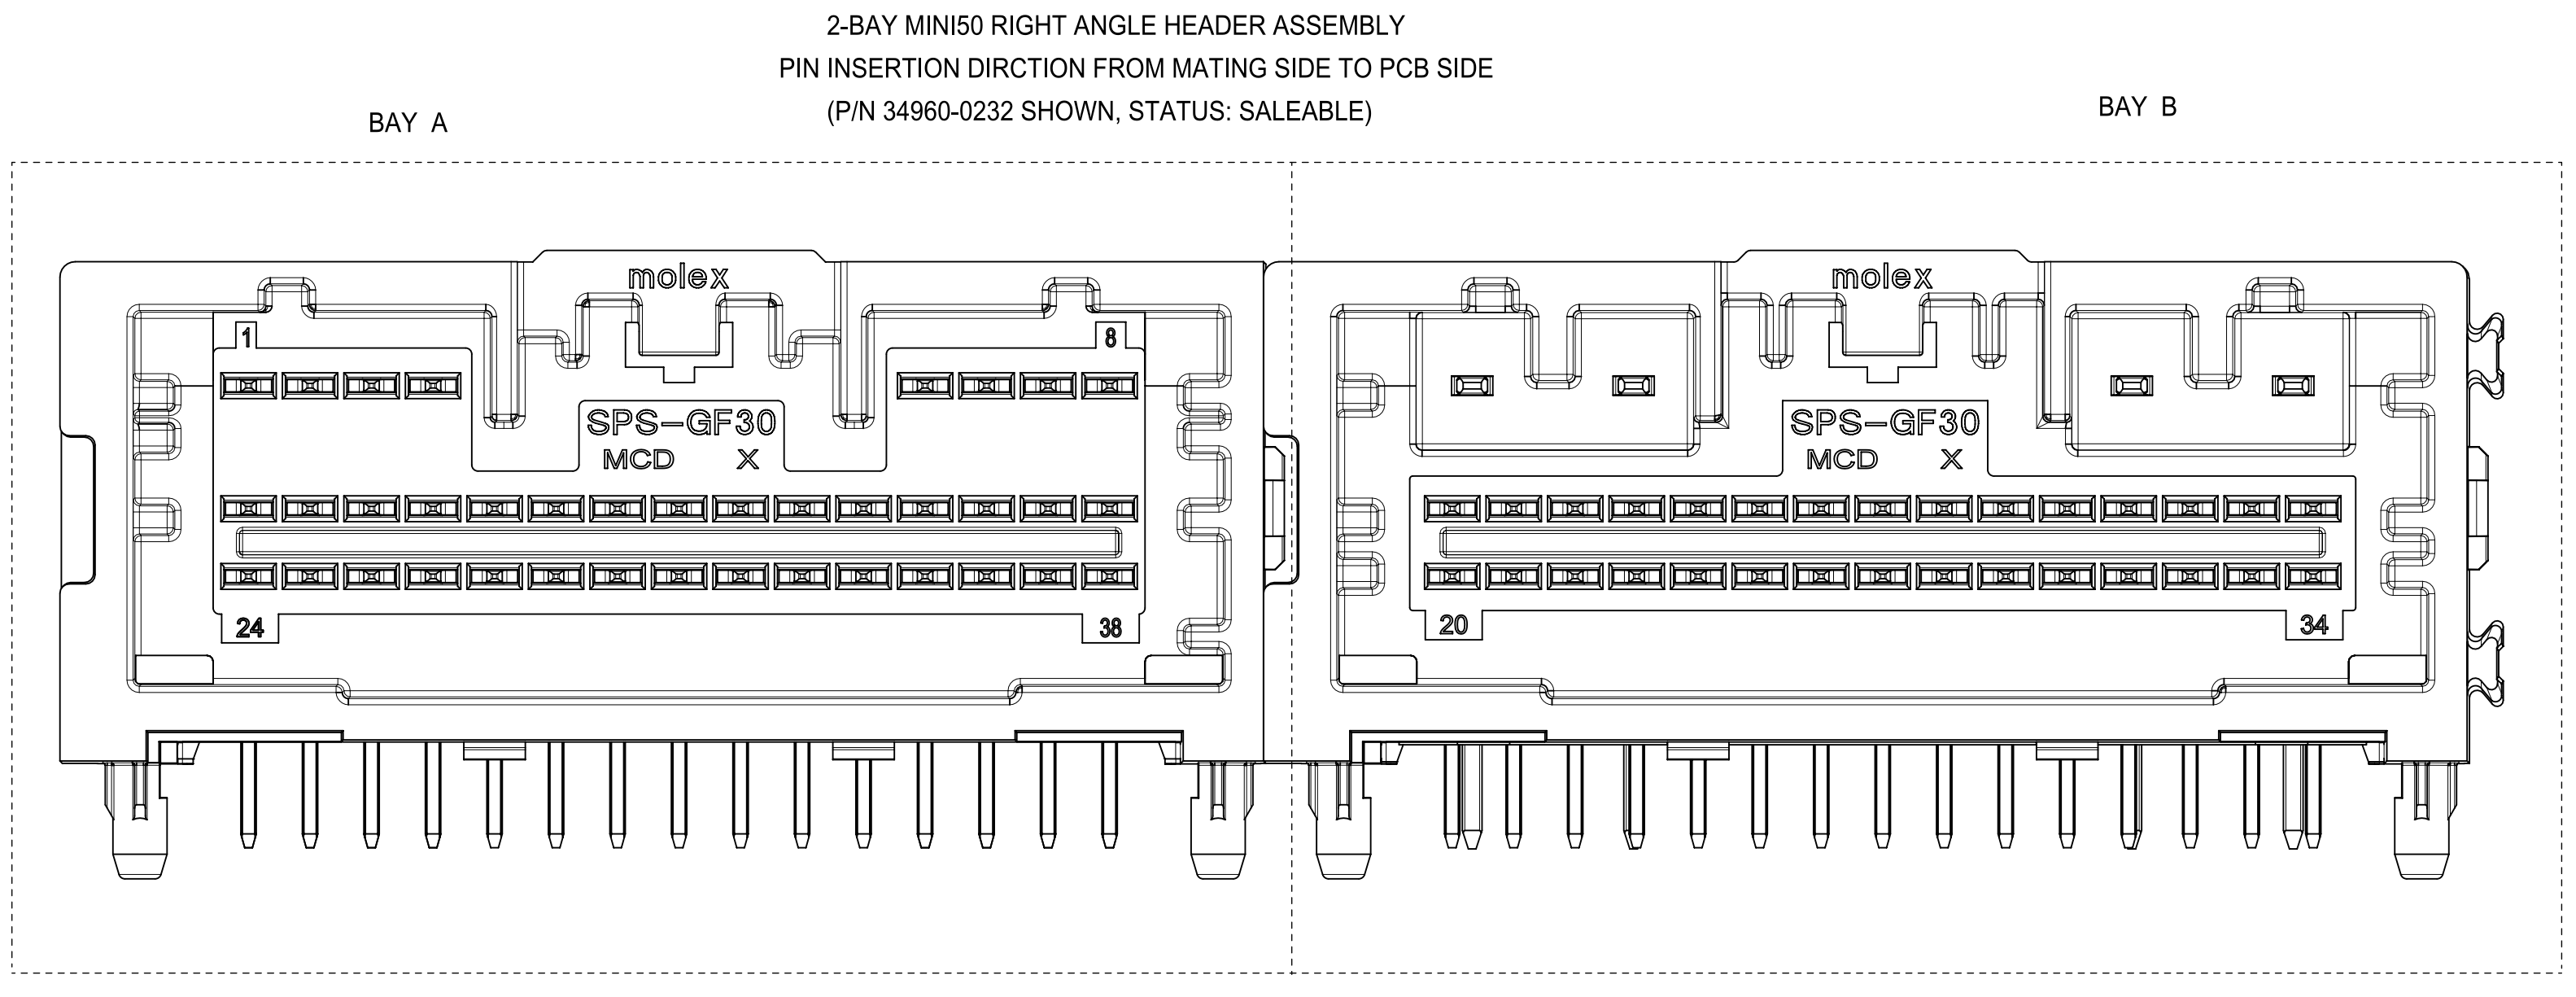 2-BAY MINI50 RIGHT ANGLE HEADER ASSEMBLY
PIN INSERTION DIRCTION FROM MATING SIDE TO PCB SIDE
(P/N 34960-0232 SHOWN, STATUS: SALEABLE)
BAY A
BAY B
molex
1
8
SPS-GF30
MCD X
24
38
molex
SPS-GF30
MCD X
20
34